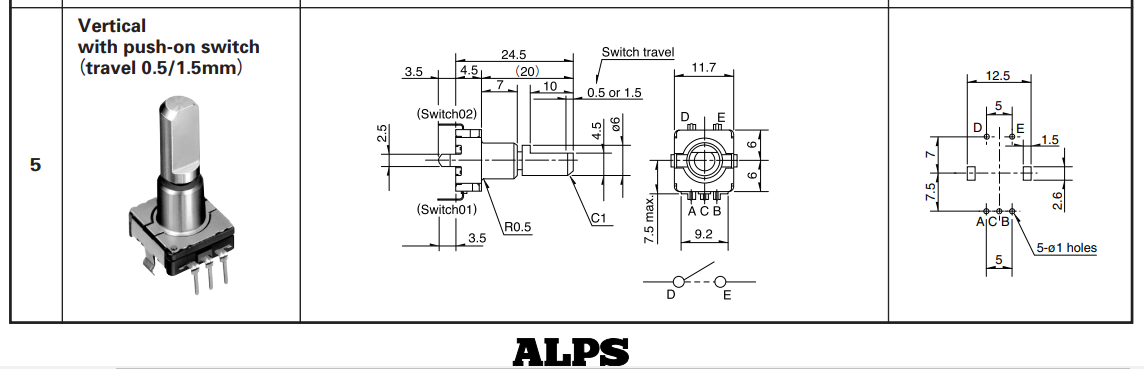 5
Vertical
with push-on switch
(travel 0.5/1.5mm)
24.5
Switch travel
3.5
4.5
(20)
7
10
0.5 or 1.5
(Switch02)
2.5
4.5
ø6
(Switch01)
R0.5
C1
3.5
11.7
D
E
6
6
7.5 max.
A C B
9.2
D
E
12.5
5
D
E
1.5
7
7.5
2.6
A C B
5-ø1 holes
5
ALPS